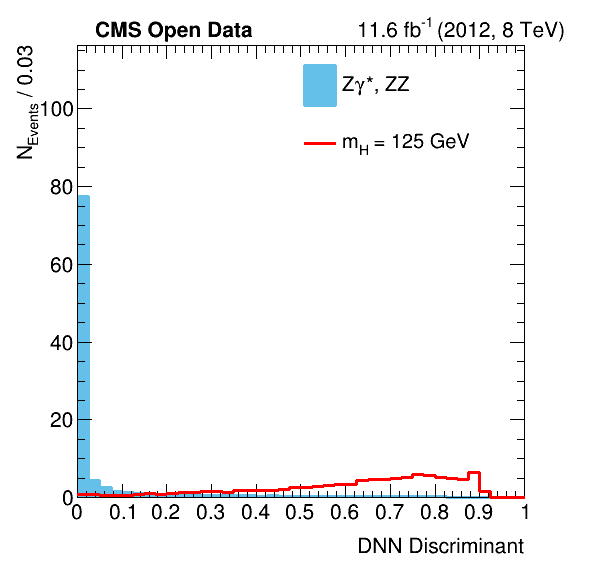 CMS Open Data
11.6 fb-1 (2012, 8 TeV)
NEvents / 0.03
Zγ*, ZZ
mH = 125 GeV
100
80
60
40
20
0
0 0.1 0.2 0.3 0.4 0.5 0.6 0.7 0.8 0.9 1
DNN Discriminant